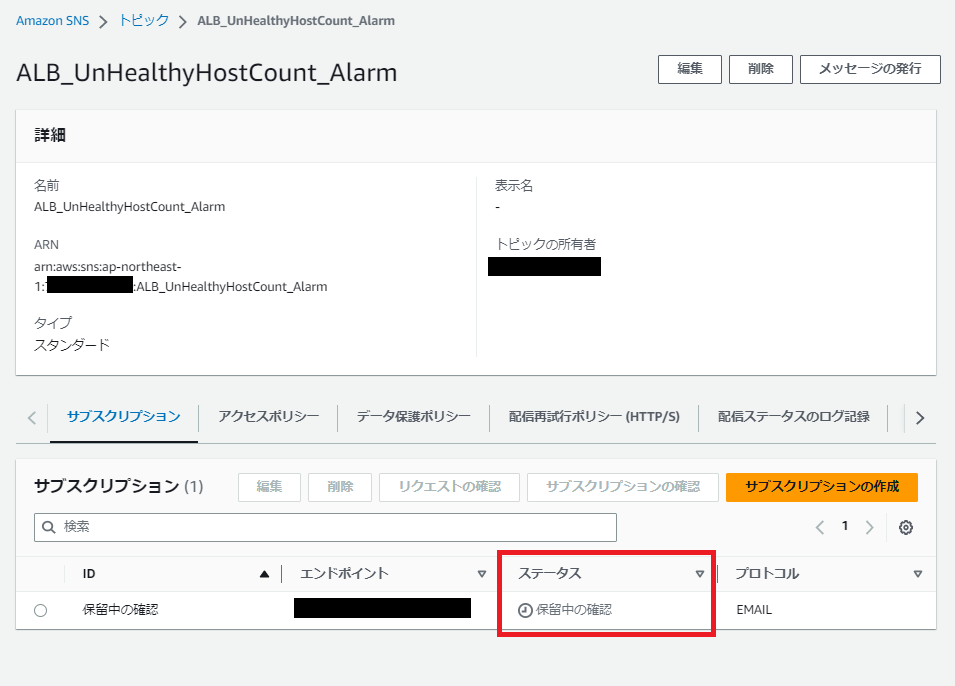 Amazon SNS > トピック > ALB_UnHealthyHostCount_Alarm
ALB_UnHealthyHostCount_Alarm
編集 削除 メッセージの発行
詳細
名前
ALB_UnHealthyHostCount_Alarm
表示名
-
ARN
arn:aws:sns:ap-northeast-
1: :ALB_UnHealthyHostCount_Alarm
トピックの所有者
タイプ
スタンダード
サブスクリプション アクセスポリシー データ保護ポリシー 配信再試行ポリシー (HTTP/S) 配信ステータスのログ記録
サブスクリプション (1) 編集 削除 リクエストの確認 サブスクリプションの確認 サブスクリプションの作成
検索 1
ID エンドポイント ステータス プロトコル
保留中の確認 保留中の確認 EMAIL